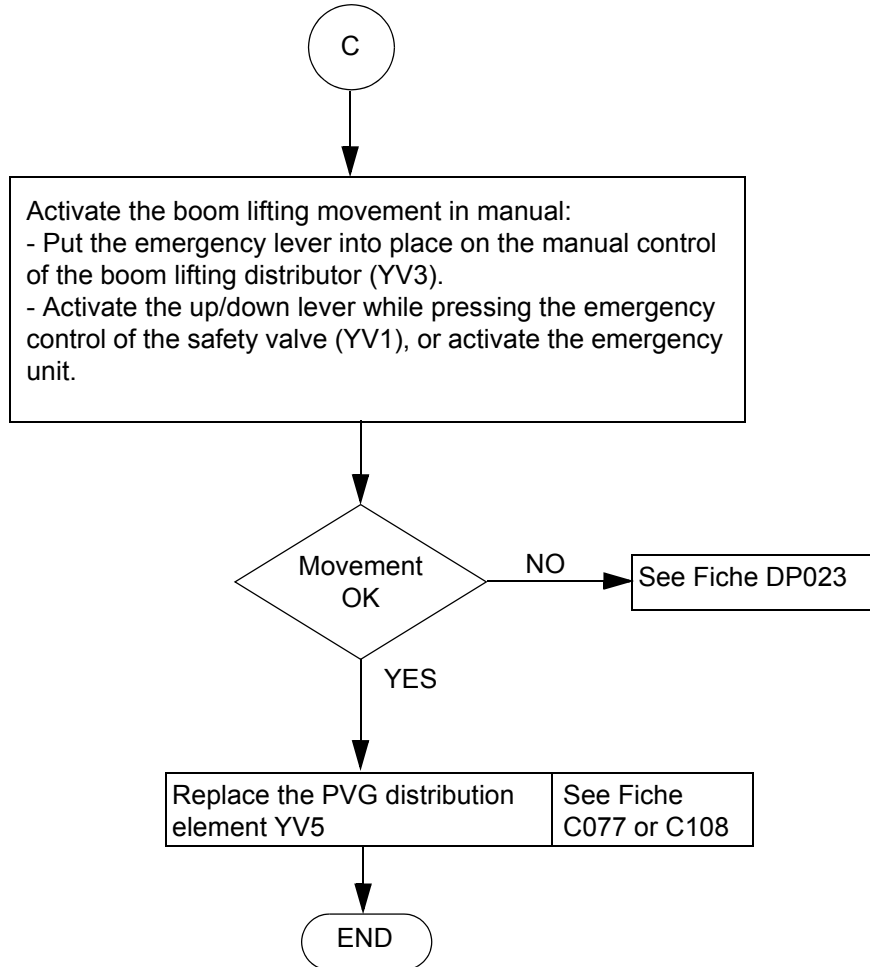 C
Activate the boom lifting movement in manual:
- Put the emergency lever into place on the manual control
of the boom lifting distributor (YV3).
- Activate the up/down lever while pressing the emergency
control of the safety valve (YV1), or activate the emergency
unit.
Movement
OK
NO
See Fiche DP023
YES
Replace the PVG distribution
element YV5
See Fiche
C077 or C108
END